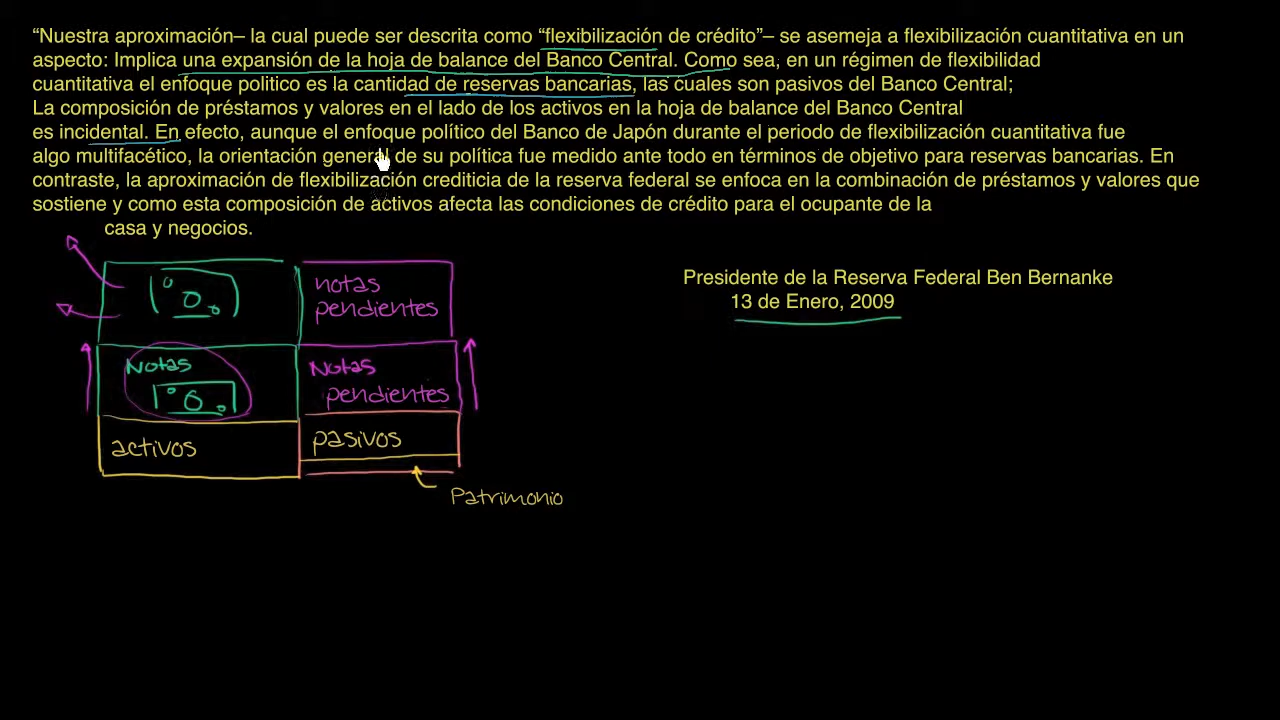 “Nuestra aproximación– la cual puede ser descrita como “flexibilización de crédito”– se asemeja a flexibilización cuantitativa en un
aspecto: Implica una expansión de la hoja de balance del Banco Central. Como sea, en un régimen de flexibilidad
cuantitativa el enfoque politico es la cantidad de reservas bancarias, las cuales son pasivos del Banco Central;
La composición de préstamos y valores en el lado de los activos en la hoja de balance del Banco Central
es incidental. En efecto, aunque el enfoque político del Banco de Japón durante el periodo de flexibilización cuantitativa fue
algo multifacético, la orientación general de su política fue medido ante todo en términos de objetivo para reservas bancarias. En
contraste, la aproximación de flexibilización crediticia de la reserva federal se enfoca en la combinación de préstamos y valores que
sostiene y como esta composición de activos afecta las condiciones de crédito para el ocupante de la
casa y negocios.
Presidente de la Reserva Federal Ben Bernanke
13 de Enero, 2009
notas
pendientes
Notas
Notas
pendientes
activos
pasivos
Patrimonio